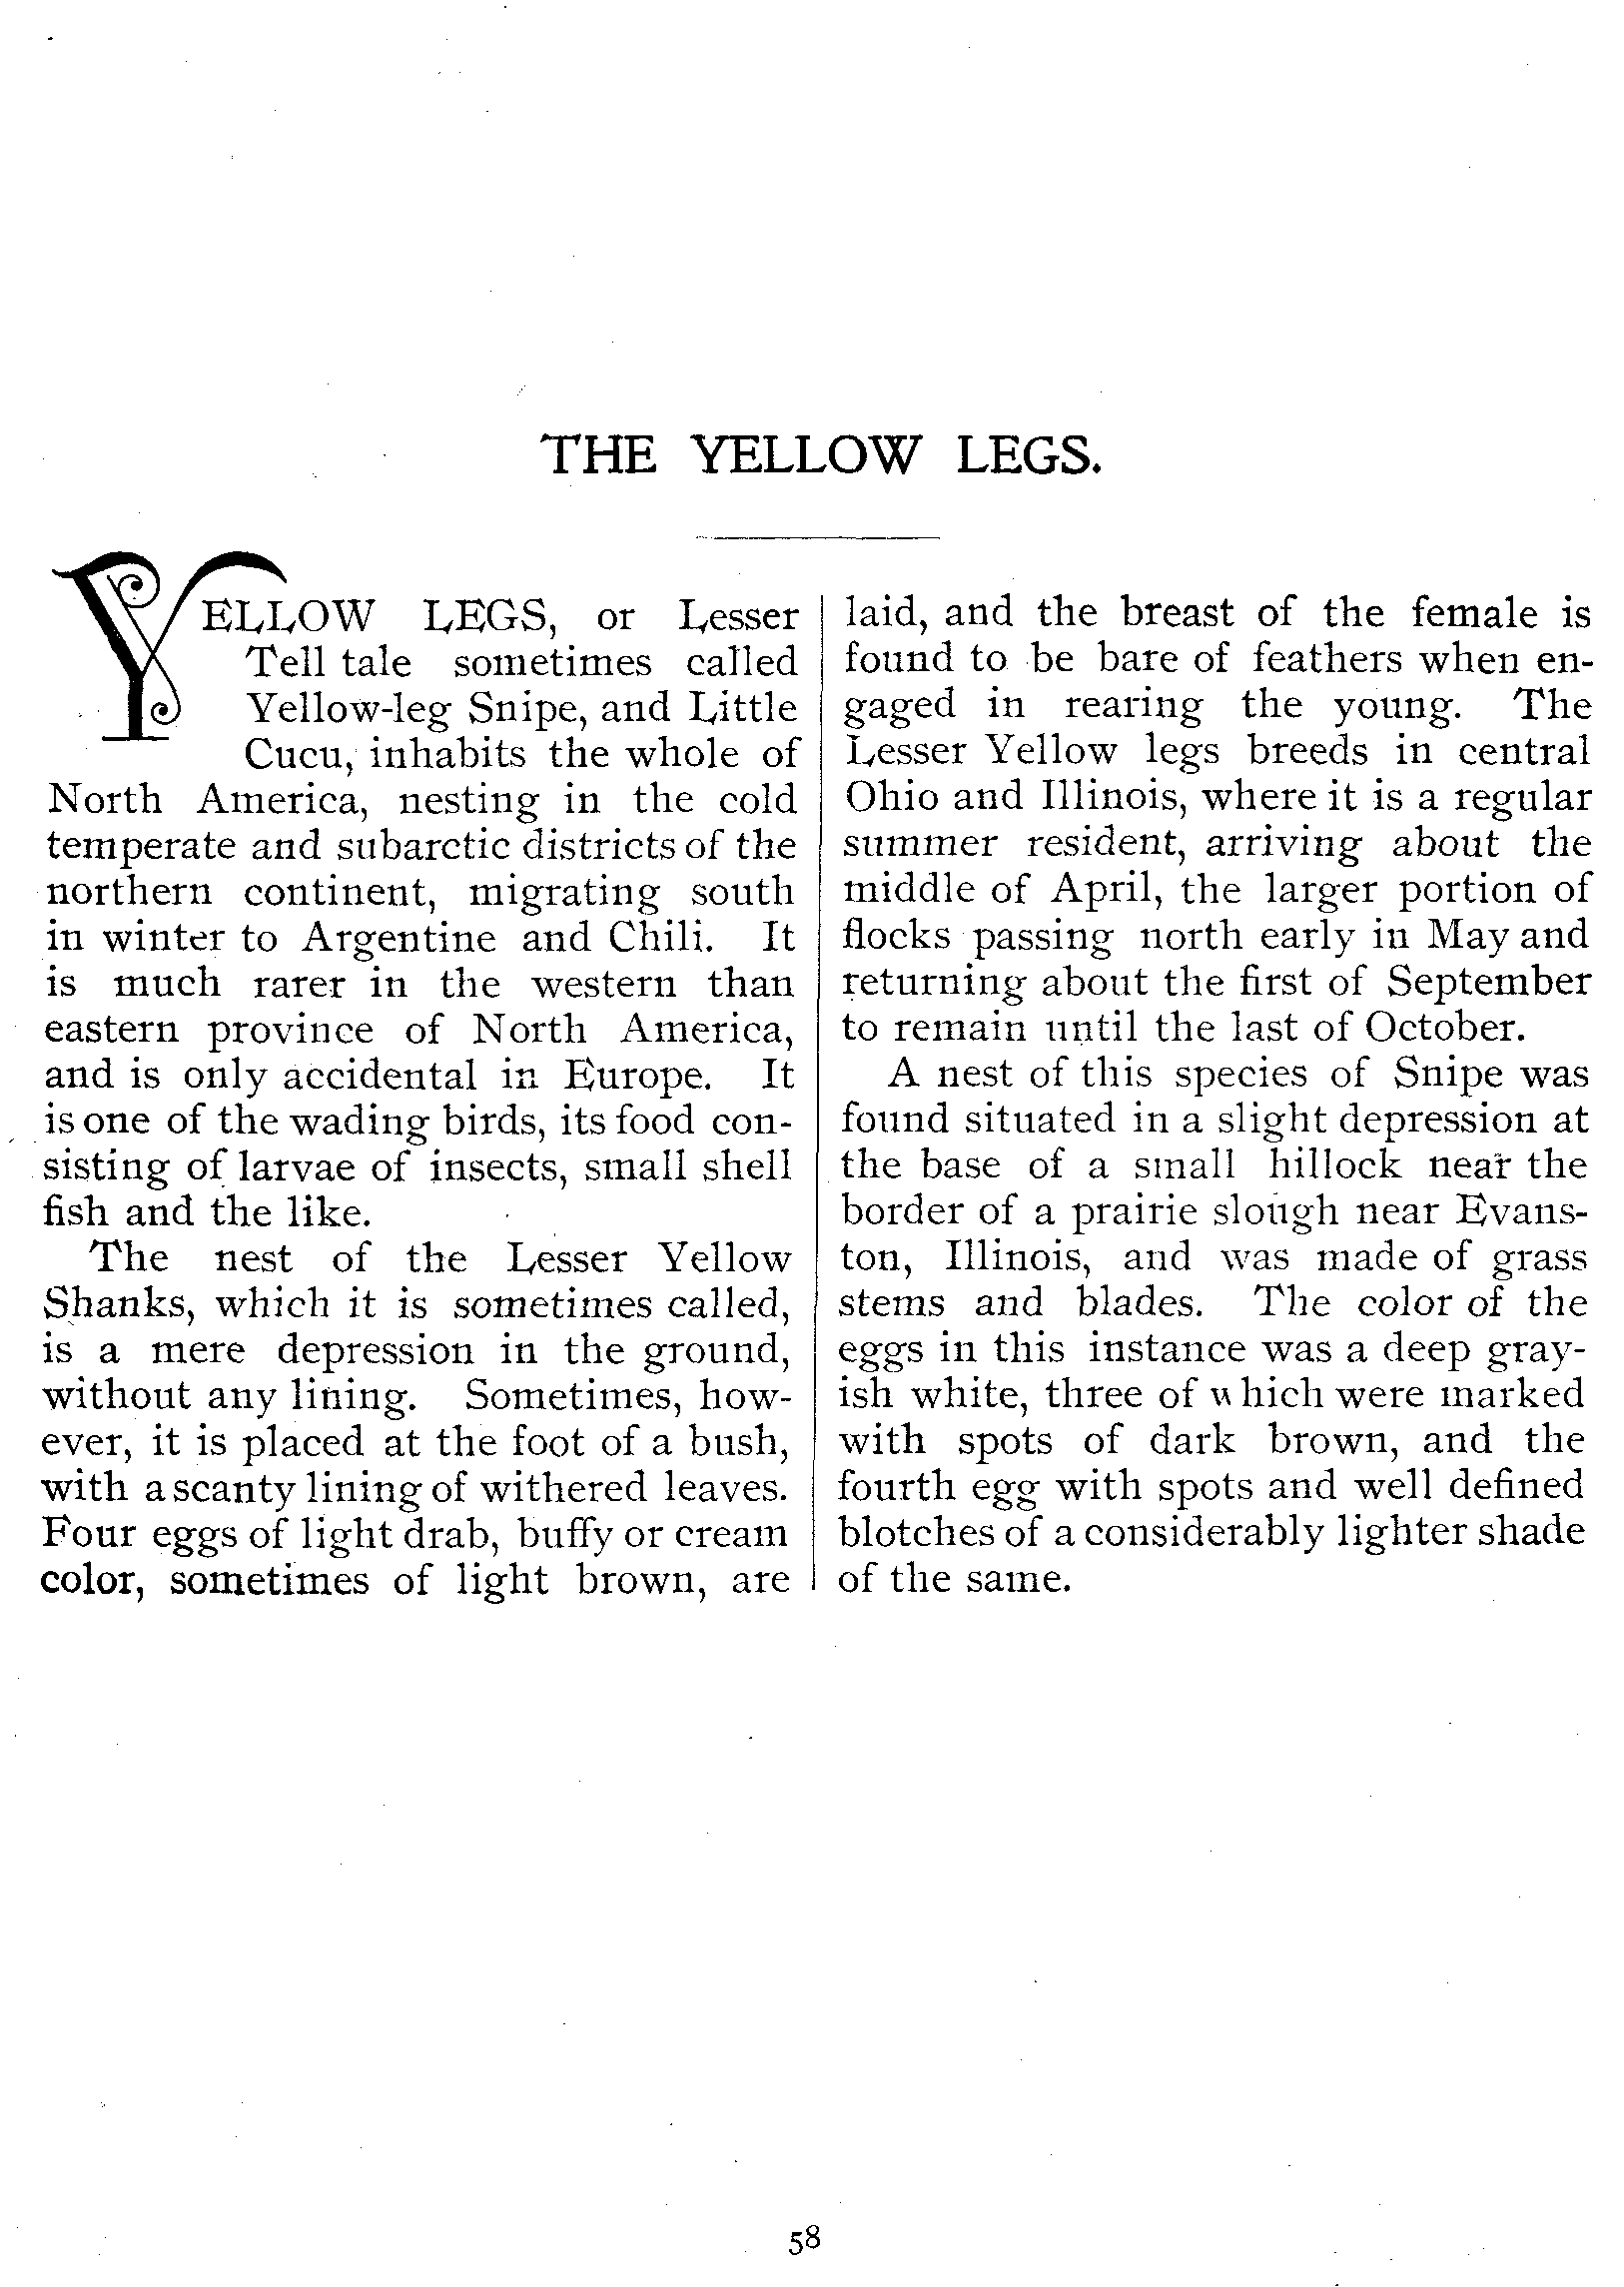 THE YELLOW LEGS.
YELLOW LEGS, or Lesser
Tell tale sometimes called
Yellow-leg Snipe, and Little
Cucu, inhabits the whole of
North America, nesting in the cold
temperate and subarctic districts of the
northern continent, migrating south
in winter to Argentine and Chili. It
is much rarer in the western than
eastern province of North America,
and is only accidental in Europe. It
is one of the wading birds, its food con-
sisting of larvae of insects, small shell
fish and the like.
The nest of the Lesser Yellow
Shanks, which it is sometimes called,
is a mere depression in the ground,
without any lining. Sometimes, how-
ever, it is placed at the foot of a bush,
with a scanty lining of withered leaves.
Four eggs of light drab, buffy or cream
color, sometimes of light brown, are
laid, and the breast of the female is
found to be bare of feathers when en-
gaged in rearing the young. The
Lesser Yellow legs breeds in central
Ohio and Illinois, where it is a regular
summer resident, arriving about the
middle of April, the larger portion of
flocks passing north early in May and
returning about the first of September
to remain until the last of October.
A nest of this species of Snipe was
found situated in a slight depression at
the base of a small hillock near the
border of a prairie slough near Evans-
ton, Illinois, and was made of grass
stems and blades. The color of the
eggs in this instance was a deep gray-
ish white, three of which were marked
with spots of dark brown, and the
fourth egg with spots and well defined
blotches of a considerably lighter shade
of the same.
58